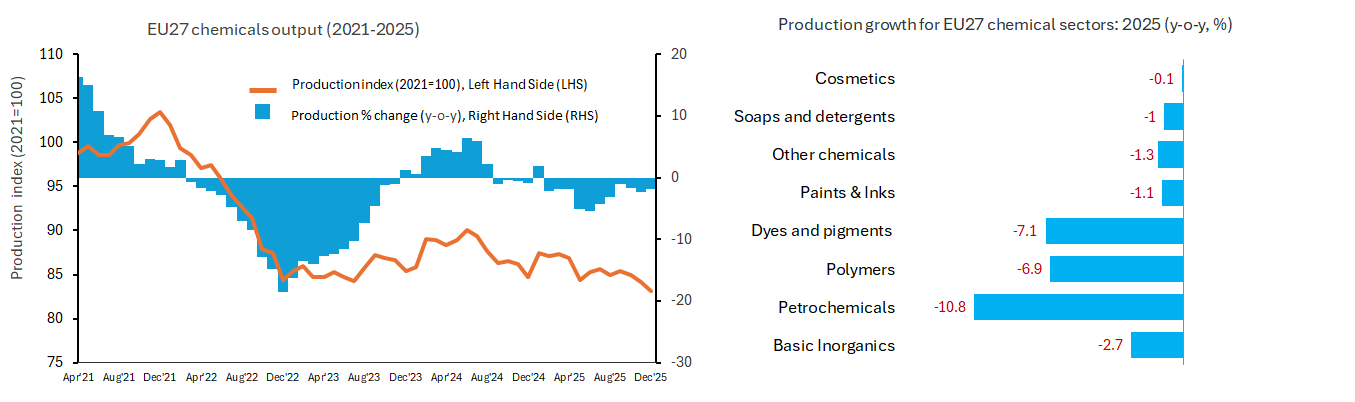 EU27 chemicals output (2021-2025)
Production index (2021=100)
110
105
100
95
90
85
80
75
20
10
0
-10
-20
-30
Production index (2021=100), Left Hand Side (LHS)
Production % change (y-o-y), Right Hand Side (RHS)
Apr'21 Aug'21 Dec'21 Apr'22 Aug'22 Dec'22 Apr'23 Aug'23 Dec'23 Apr'24 Aug'24 Dec'24 Apr'25 Aug'25 Dec'25
Production growth for EU27 chemical sectors: 2025 (y-o-y, %)
Cosmetics -0.1
Soaps and detergents -1
Other chemicals -1.3
Paints & Inks -1.1
Dyes and pigments -7.1
Polymers -6.9
Petrochemicals -10.8
Basic Inorganics -2.7